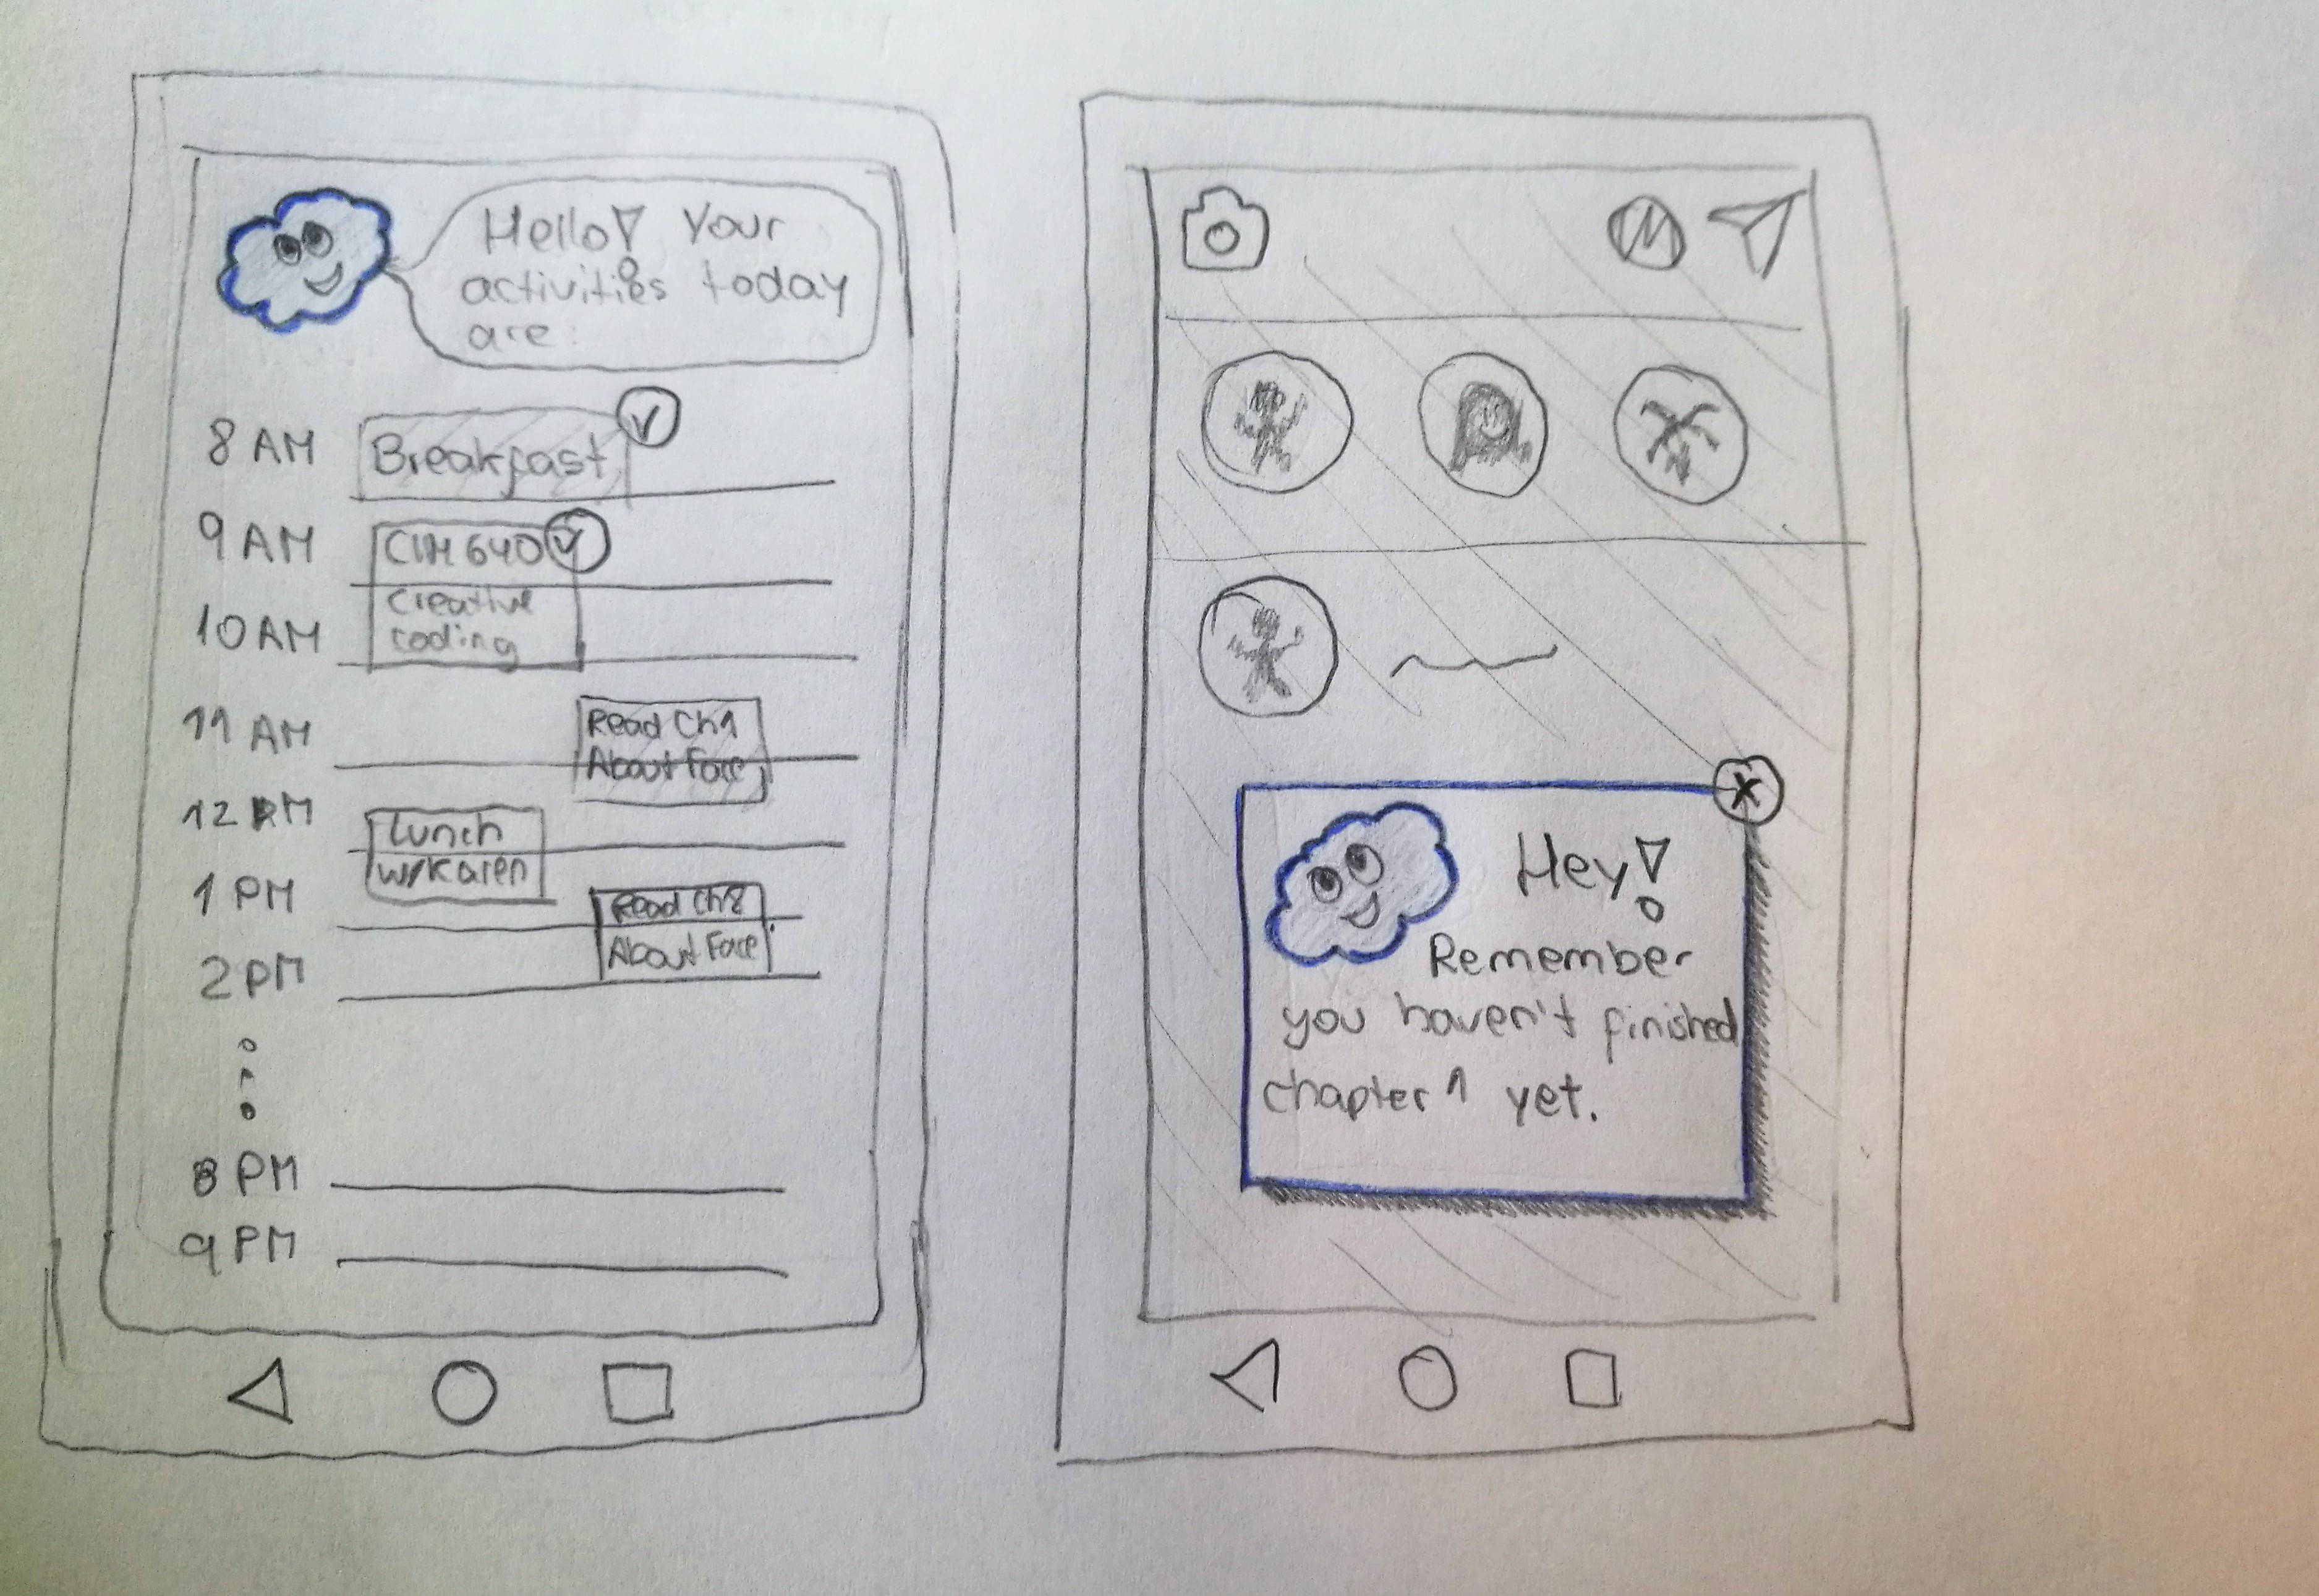 Hello! Your
activities today
are:
8 AM
Breakfast
9 AM
CIM 640
10 AM
Creative
coding
11 AM
Read Ch1
About Face
12 PM
Lunch
w/Karen
1 PM
Read Ch2
About Face
2 PM
8 PM
9 PM
Hey!
Remember
you haven't finished
chapter 1 yet.